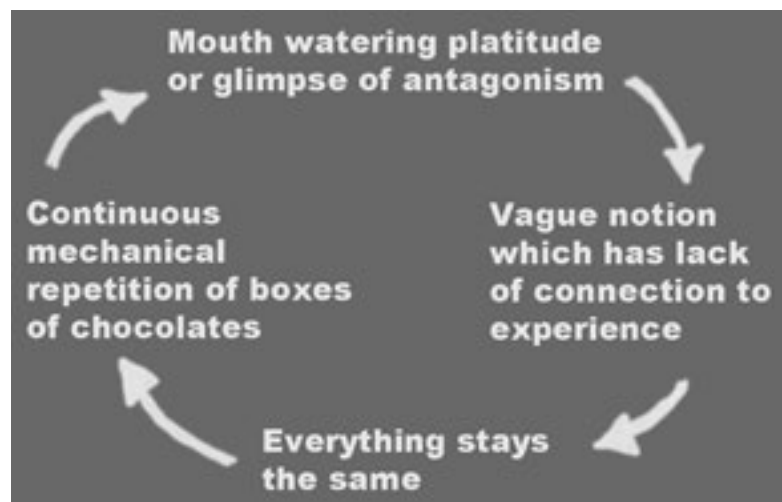 Mouth watering platitude
or glimpse of antagonism
Vague notion
which has lack
of connection to
experience
Everything stays
the same
Continuous
mechanical
repetition of boxes
of chocolates